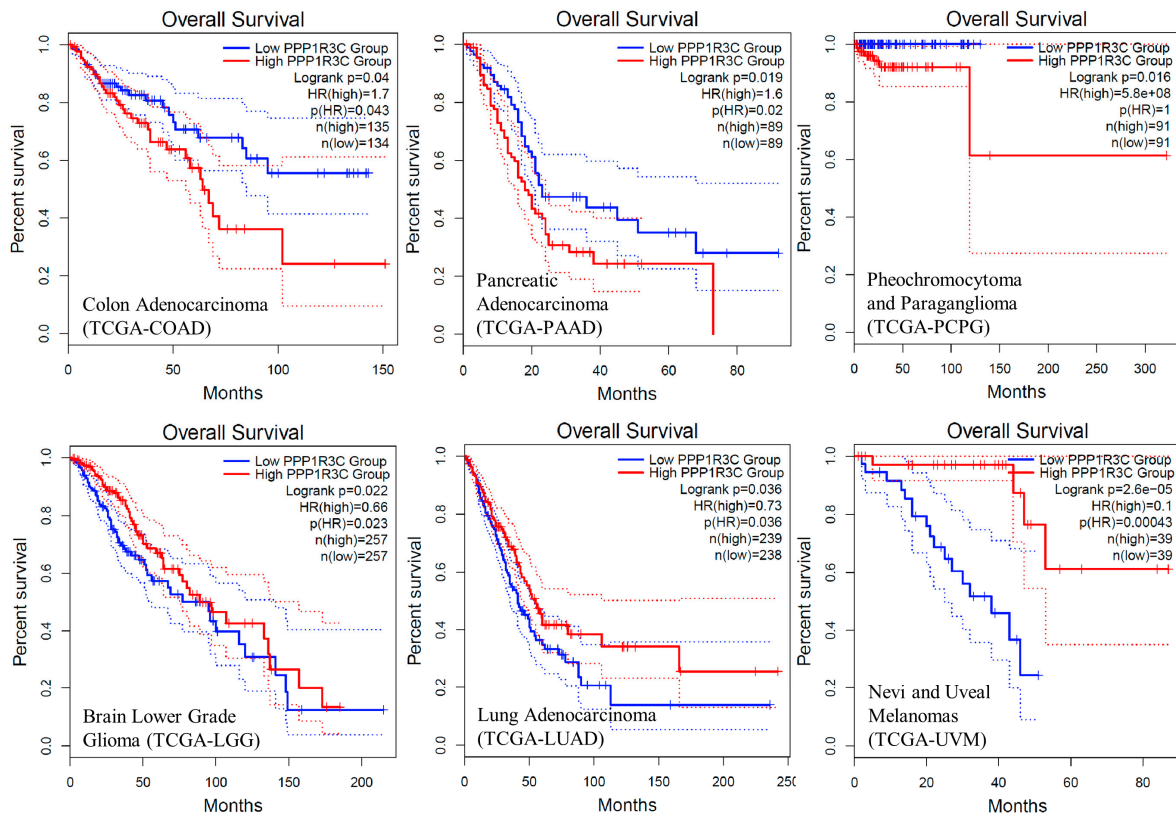 Overall Survival
Low PPP1R3C Group
High PPP1R3C Group
Logrank p=0.04
HR(high)=1.7
p(HR)=0.043
n(high)=135
n(low)=134
Percent survival
0.0
0.2
0.4
0.6
0.8
1.0
Colon Adenocarcinoma
(TCGA-COAD)
0
50
100
150
Months
Overall Survival
Low PPP1R3C Group
High PPP1R3C Group
Logrank p=0.019
HR(high)=1.6
p(HR)=0.02
n(high)=89
n(low)=89
Percent survival
0.0
0.2
0.4
0.6
0.8
1.0
Pancreatic
Adenocarcinoma
(TCGA-PAAD)
0
20
40
60
80
Months
Overall Survival
Low PPP1R3C Group
High PPP1R3C Group
Logrank p=0.016
HR(high)=5.8e+08
p(HR)=1
n(high)=91
n(low)=91
Percent survival
0.0
0.2
0.4
0.6
0.8
1.0
Pheochromocytoma
and Paraganglioma
(TCGA-PCPG)
0
50
100
150
200
250
300
Months
Overall Survival
Low PPP1R3C Group
High PPP1R3C Group
Logrank p=0.022
HR(high)=0.66
p(HR)=0.023
n(high)=257
n(low)=257
Percent survival
0.0
0.2
0.4
0.6
0.8
1.0
Brain Lower Grade
Glioma (TCGA-LGG)
0
50
100
150
200
Months
Overall Survival
Low PPP1R3C Group
High PPP1R3C Group
Logrank p=0.036
HR(high)=0.73
p(HR)=0.036
n(high)=239
n(low)=238
Percent survival
0.0
0.2
0.4
0.6
0.8
1.0
Lung Adenocarcinoma
(TCGA-LUAD)
0
50
100
150
200
250
Months
Overall Survival
Low PPP1R3C Group
High PPP1R3C Group
Logrank p=2.6e-05
HR(high)=0.1
p(HR)=0.00043
n(high)=39
n(low)=39
Percent survival
0.0
0.2
0.4
0.6
0.8
1.0
Nevi and Uveal
Melanomas
(TCGA-UVM)
0
20
40
60
80
Months